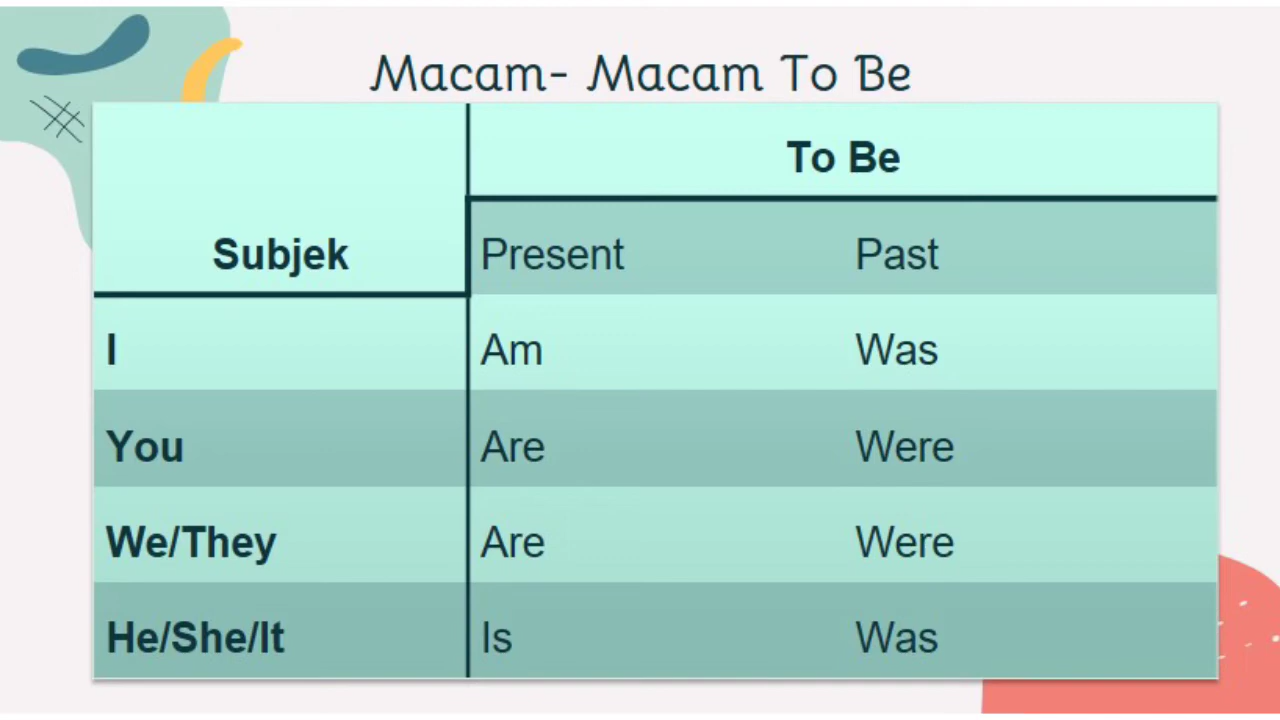 Macam- Macam To Be
To Be
Subjek Present Past
I Am Was
You Are Were
We/They Are Were
He/She/It Is Was